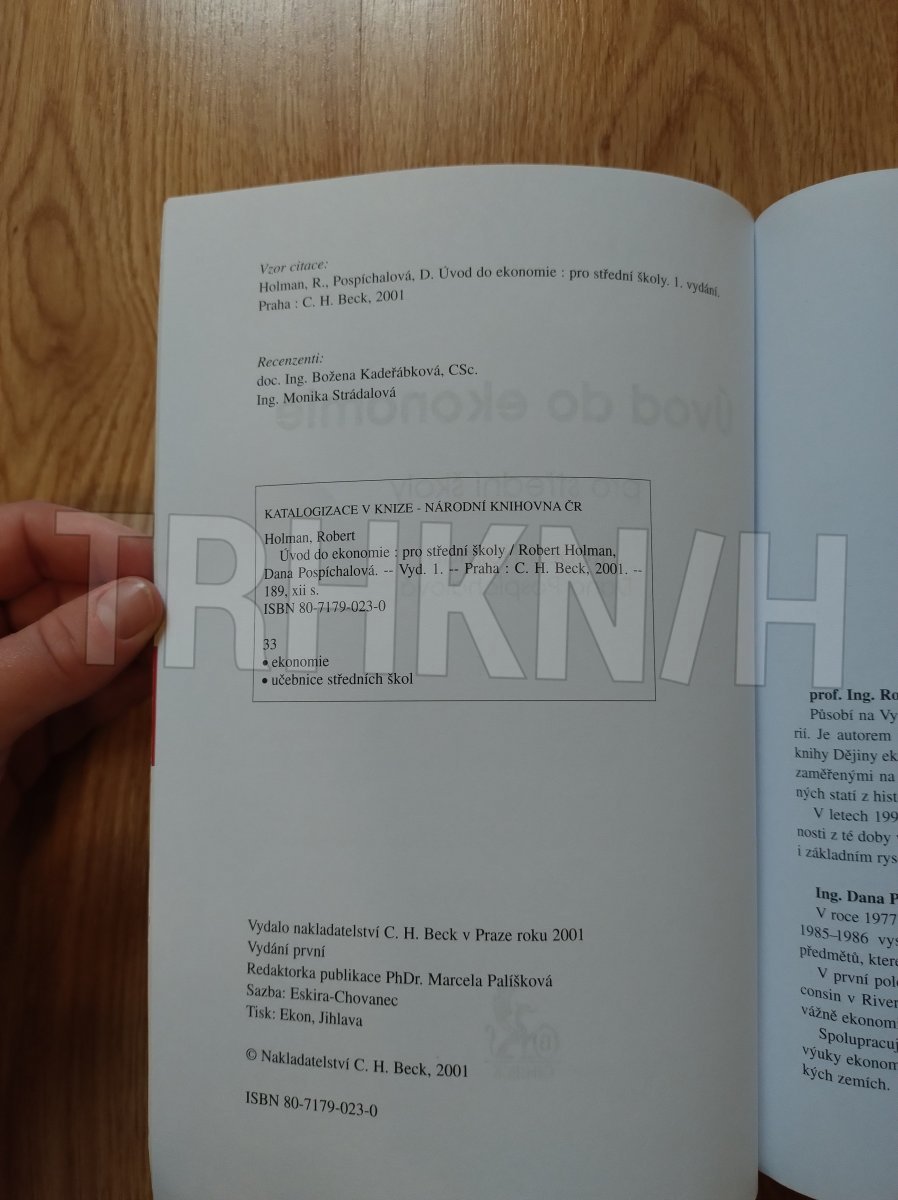 Vzor citace:
Holman, R., Pospíchalová, D. Úvod do ekonomie : pro střední školy. 1. vydání.
Praha : C. H. Beck, 2001
Recenzenti:
doc. Ing. Božena Kadeřábková, CSc.
Ing. Monika Strádalová
KATALOGIZACE V KNIZE - NÁRODNÍ KNIHOVNA ČR
Holman, Robert
Úvod do ekonomie : pro střední školy / Robert Holman,
Dana Pospíchalová. -- Vyd. 1. -- Praha : C. H. Beck, 2001. --
189, xii s.
ISBN 80-7179-023-0
33
• ekonomie
• učebnice středních škol
TRHKNIH
Vydalo nakladatelství C. H. Beck v Praze roku 2001
Vydání první
Redaktorka publikace PhDr. Marcela Palíšková
Sazba: Eskira-Chovanec
Tisk: Ekon, Jihlava
© Nakladatelství C. H. Beck, 2001
ISBN 80-7179-023-0
prof. Ing. Ro
Působí na Vy
rii. Je autorem
knihy Dějiny ek
zaměřenými na
ných statí z hist
V letech 199
nosti z té doby
i základním rys
Ing. Dana P
V roce 1977
1985–1986 vys
předmětů, které
V první polo
consin v River
vážně ekonom
Spolupracuj
výuky ekonom
kých zemích.